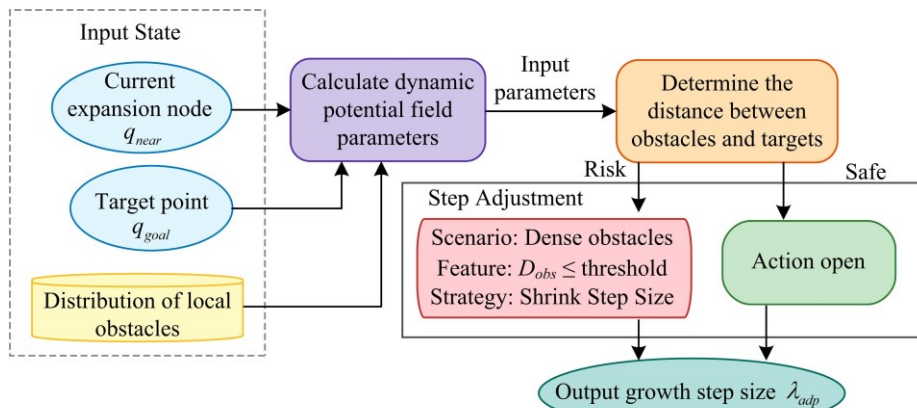 Input State
Current
expansion node
q_near
Target point
q_goal
Distribution of local
obstacles
Calculate dynamic
potential field
parameters
Input
parameters
Determine the
distance between
obstacles and targets
Risk
Safe
Step Adjustment
Scenario: Dense obstacles
Feature: D_obs ≤ threshold
Strategy: Shrink Step Size
Action open
Output growth step size λ_adp